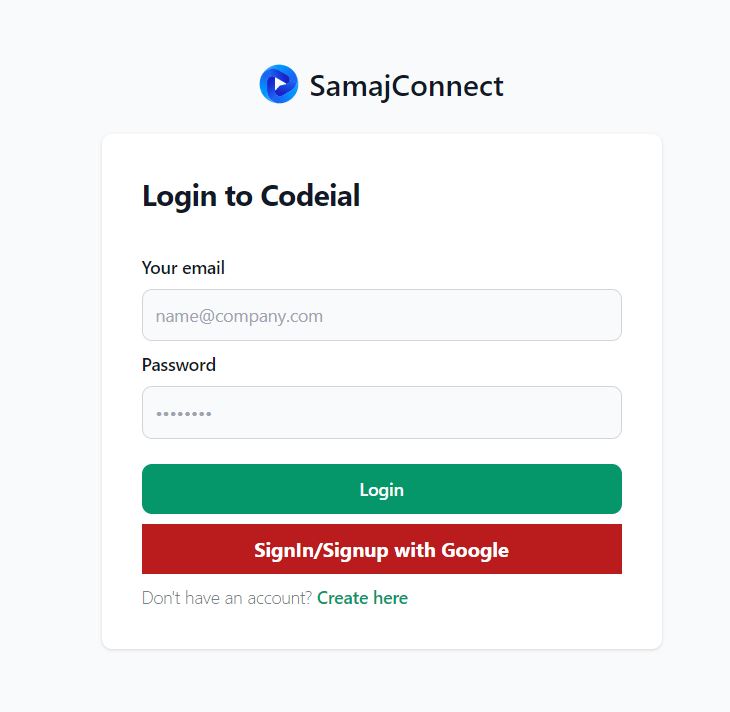 SamajConnect
Login to Codeial
Your email
name@company.com
Password
••••••••
Login
SignIn/Signup with Google
Don't have an account? Create here